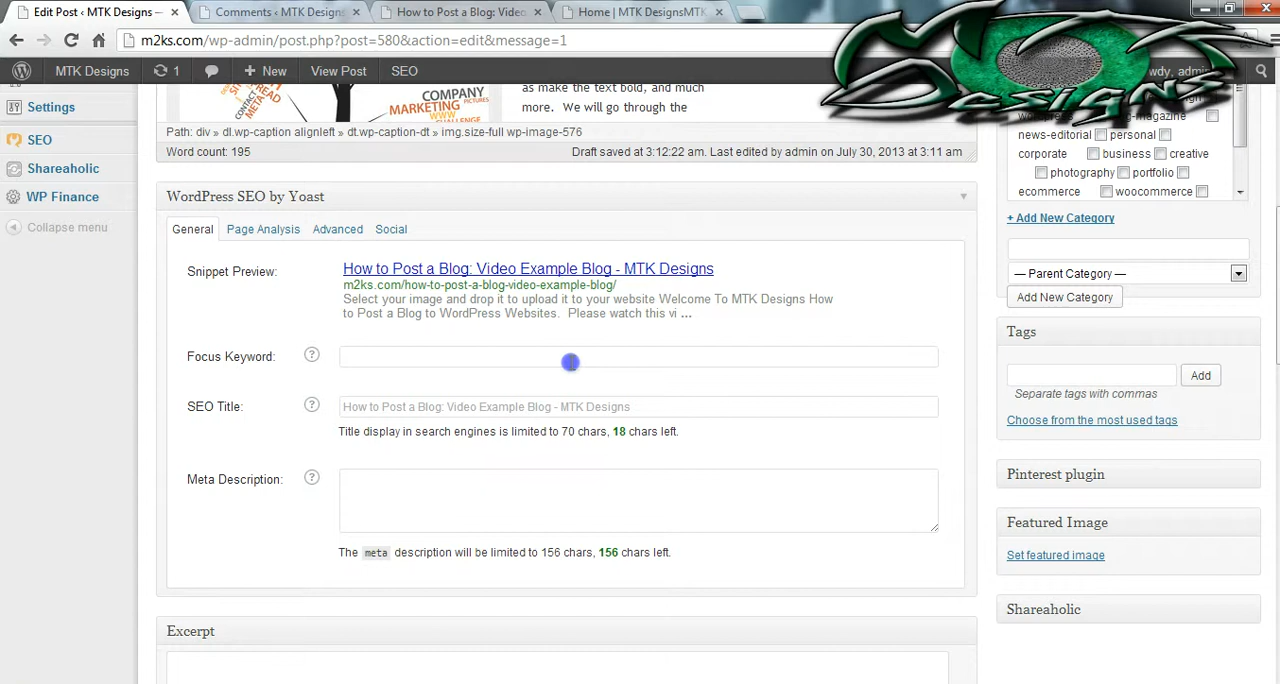 Edit Post ‹ MTK Designs —
Comments ‹ MTK Designs
How to Post a Blog: Video
Home | MTK DesignsMTK
m2ks.com/wp-admin/post.php?post=580&action=edit&message=1
MTK Designs
1
New
View Post
SEO
wdy, admin
Settings
SEO
Shareaholic
WP Finance
Collapse menu
CONTACT
META
SPREAD
COMPANY
MARKETING
PICTURES
WWW
CHALLENGE
as make the text bold, and much
more. We will go through the
Path: div » dl.wp-caption alignleft » dt.wp-caption-dt » img.size-full wp-image-576
Word count: 195
Draft saved at 3:12:22 am. Last edited by admin on July 30, 2013 at 3:11 am
WordPress SEO by Yoast
General
Page Analysis
Advanced
Social
Snippet Preview:
How to Post a Blog: Video Example Blog - MTK Designs
m2ks.com/how-to-post-a-blog-video-example-blog/
Select your image and drop it to upload it to your website Welcome To MTK Designs How
to Post a Blog to WordPress Websites. Please watch this vi ...
Focus Keyword:
?
SEO Title:
?
How to Post a Blog: Video Example Blog - MTK Designs
Title display in search engines is limited to 70 chars, 18 chars left.
Meta Description:
?
The meta description will be limited to 156 chars, 156 chars left.
Excerpt
MTK
Designs
news-editorial personal
corporate business creative
photography portfolio
ecommerce woocommerce
+ Add New Category
— Parent Category —
Add New Category
Tags
Add
Separate tags with commas
Choose from the most used tags
Pinterest plugin
Featured Image
Set featured image
Shareaholic